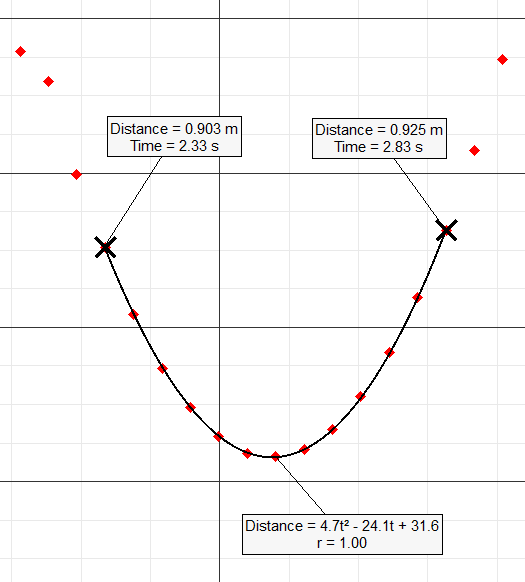 Distance = 0.903 m
Time = 2.33 s
Distance = 0.925 m
Time = 2.83 s
Distance = 4.7t² - 24.1t + 31.6
r = 1.00